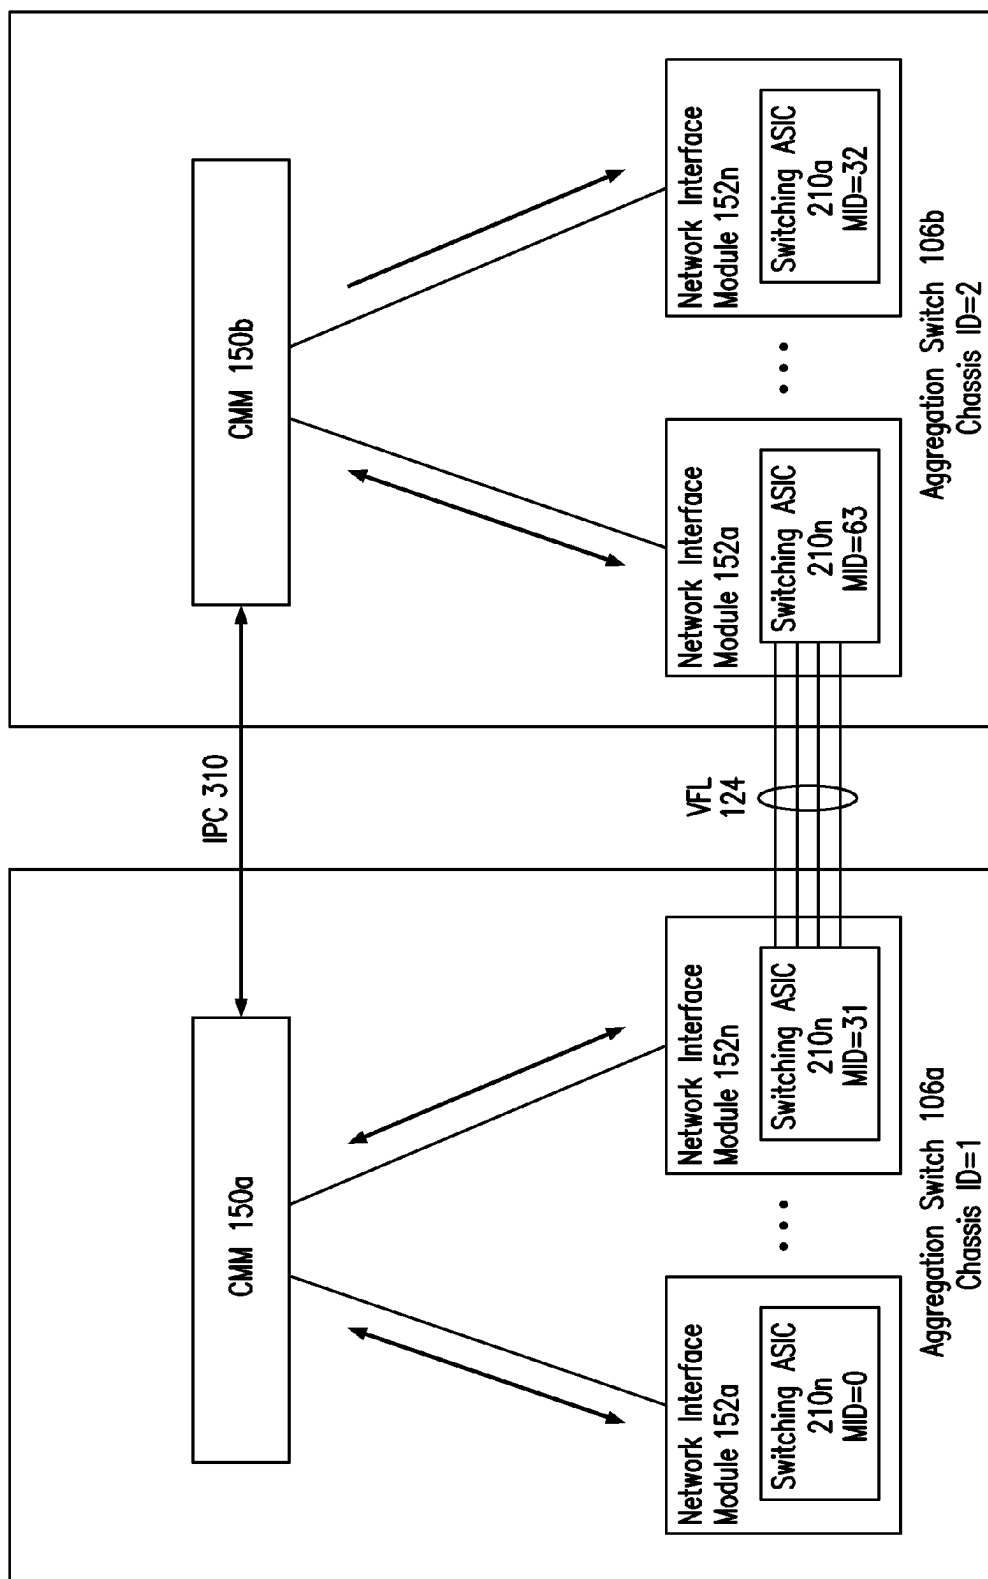 IPC 310
CMM 150a
CMM 150b
Network Interface
Module 152a
Switching ASIC
210n
MID=0
Network Interface
Module 152n
Switching ASIC
210n
MID=31
VFL
124
Network Interface
Module 152a
Switching ASIC
210n
MID=63
Network Interface
Module 152n
Switching ASIC
210a
MID=32
Aggregation Switch 106a
Chassis ID=1
Aggregation Switch 106b
Chassis ID=2